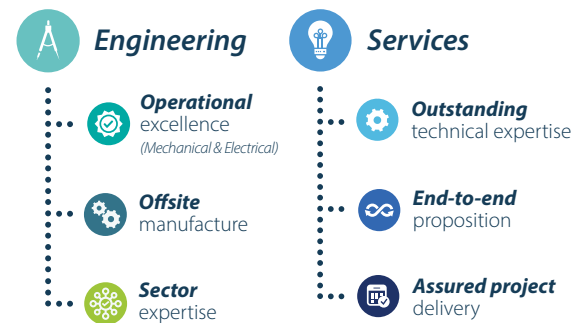 Engineering
Operational
excellence
(Mechanical & Electrical)
Offsite
manufacture
Sector
expertise
Services
Outstanding
technical expertise
End-to-end
proposition
Assured project
delivery